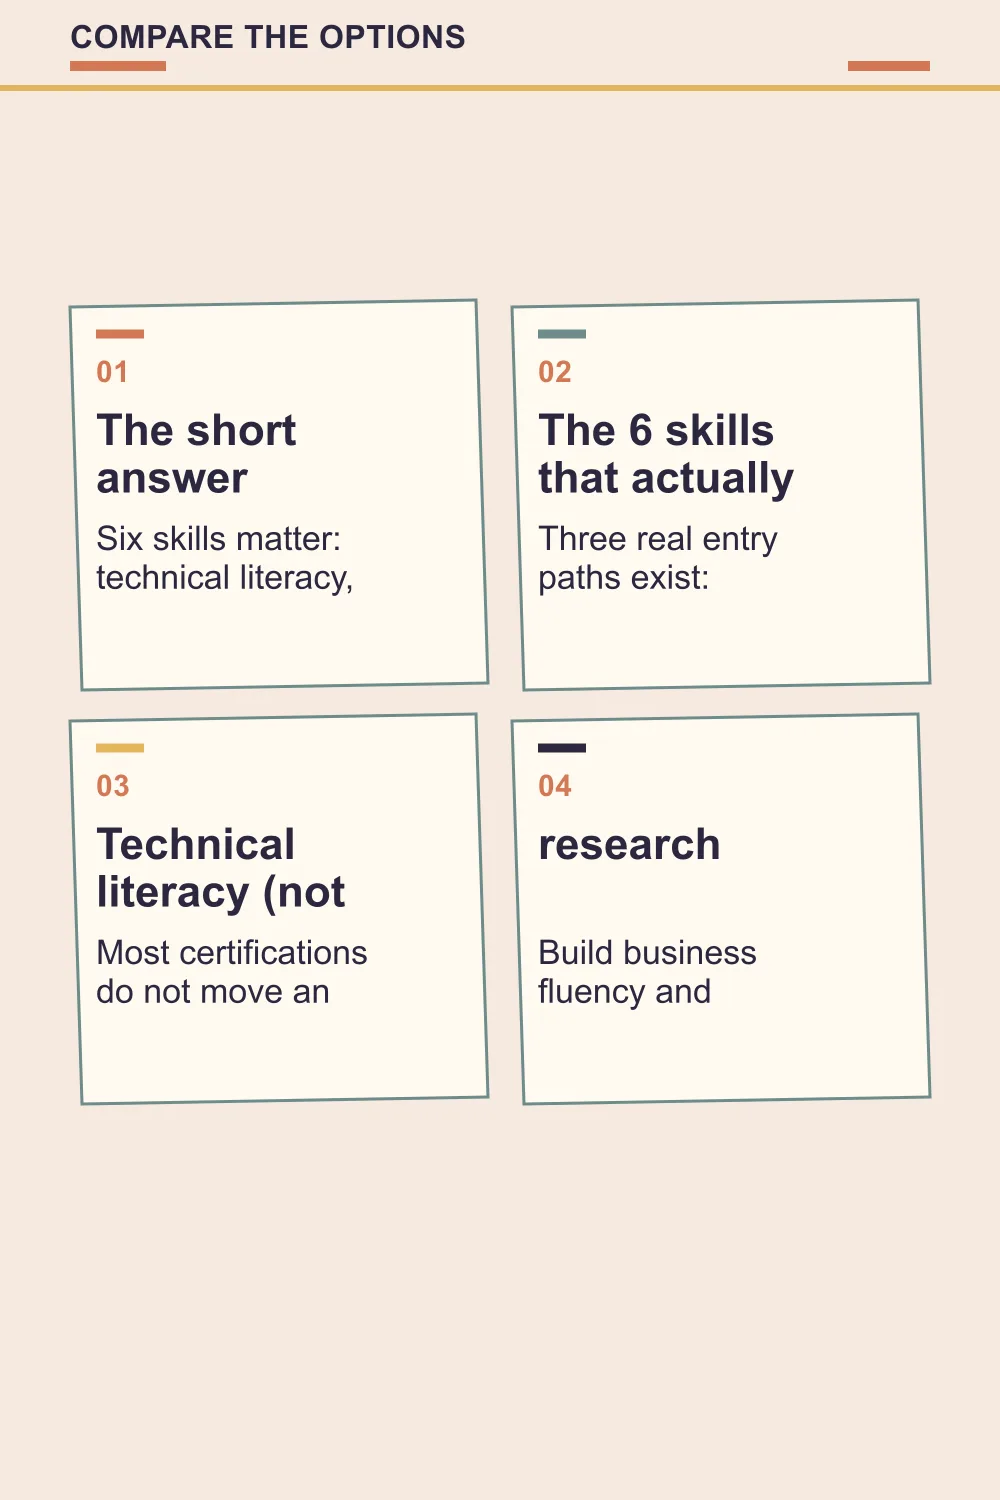 COMPARE THE OPTIONS
01
The short
answer
Six skills matter:
technical literacy,
02
The 6 skills
that actually
Three real entry
paths exist:
03
Technical
literacy (not
Most certifications
do not move an
04
research
Build business
fluency and